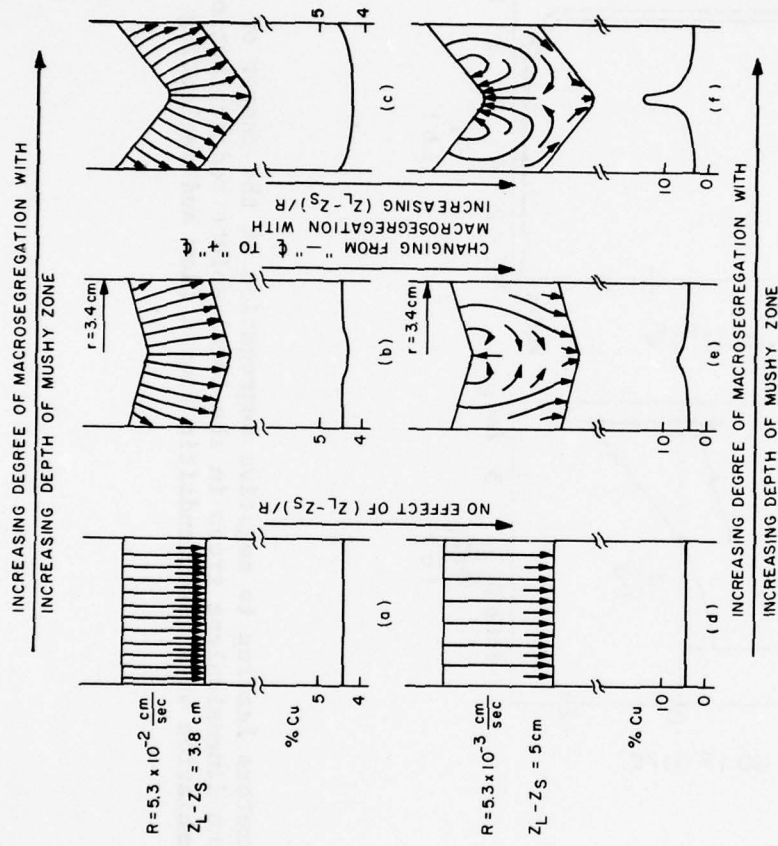 INCREASING DEGREE OF MACROSEGREGATION WITH
INCREASING DEPTH OF MUSHY ZONE
R = 5.3 x 10⁻² cm/sec
Z_L - Z_S = 3.8 cm
r = 3.4 cm
% Cu
5
4
5
4
5
4
(a)
(b)
(c)
NO EFFECT OF (Z_L-Z_S)/R
CHANGING FROM "—" ℄ TO "+" ℄
MACROSEGREGATION WITH
INCREASING (Z_L-Z_S)/R
R = 5.3 x 10⁻³ cm/sec
Z_L - Z_S = 5 cm
r = 3.4 cm
% Cu
10
0
10
0
10
0
(d)
(e)
(f)
INCREASING DEGREE OF MACROSEGREGATION WITH
INCREASING DEPTH OF MUSHY ZONE